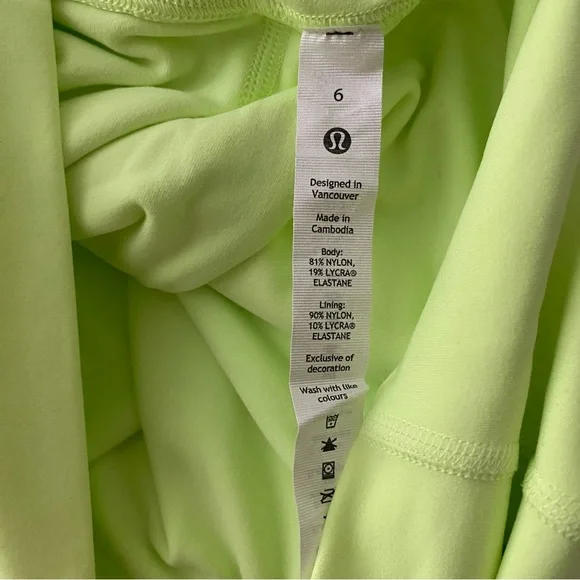 6
Designed in
Vancouver
Made in
Cambodia
Body:
81% NYLON,
19% LYCRA®
ELASTANE
Lining:
90% NYLON,
10% LYCRA®
ELASTANE
Exclusive of
decoration
Wash with like
colours